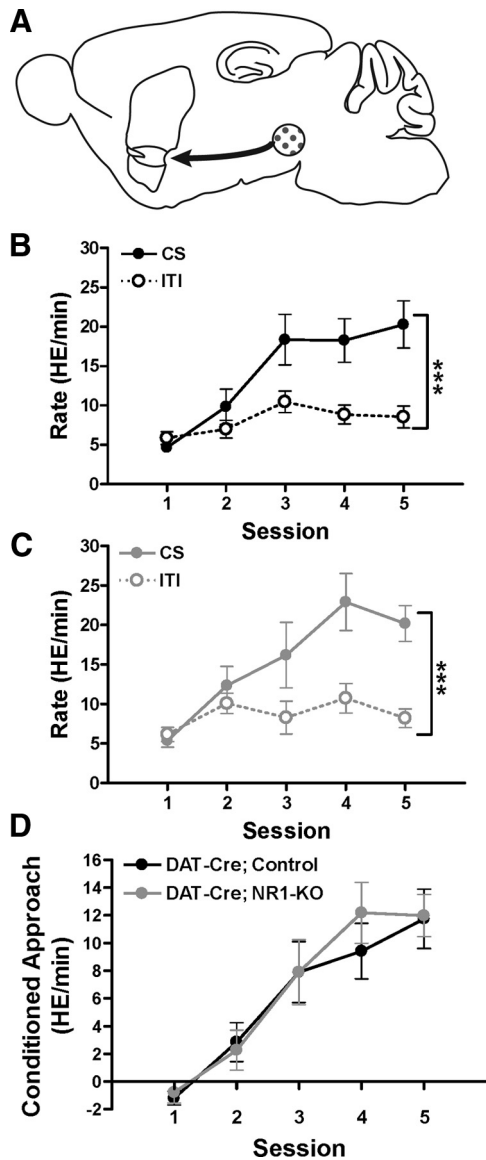 A
B
30
25
20
15
10
5
0
CS
ITI
Rate (HE/min)
***
1 2 3 4 5
Session
C
30
25
20
15
10
5
0
CS
ITI
Rate (HE/min)
***
1 2 3 4 5
Session
D
16
14
12
10
8
6
4
2
0
-2
DAT-Cre; Control
DAT-Cre; NR1-KO
Conditioned Approach
(HE/min)
1 2 3 4 5
Session